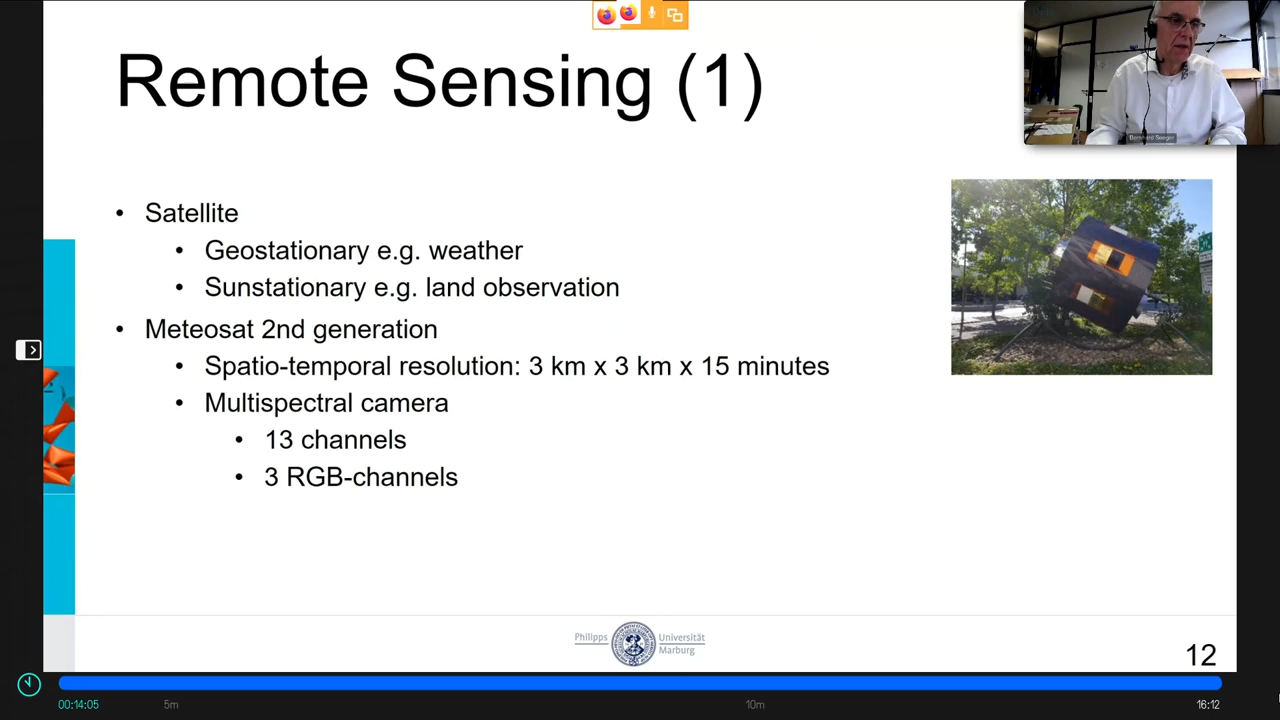 Remote Sensing (1)
Bernhard Seeger
• Satellite
• Geostationary e.g. weather
• Sunstationary e.g. land observation
• Meteosat 2nd generation
• Spatio-temporal resolution: 3 km x 3 km x 15 minutes
• Multispectral camera
• 13 channels
• 3 RGB-channels
Philipps Universität
Marburg
12
00:14:05 5m 10m 16:12